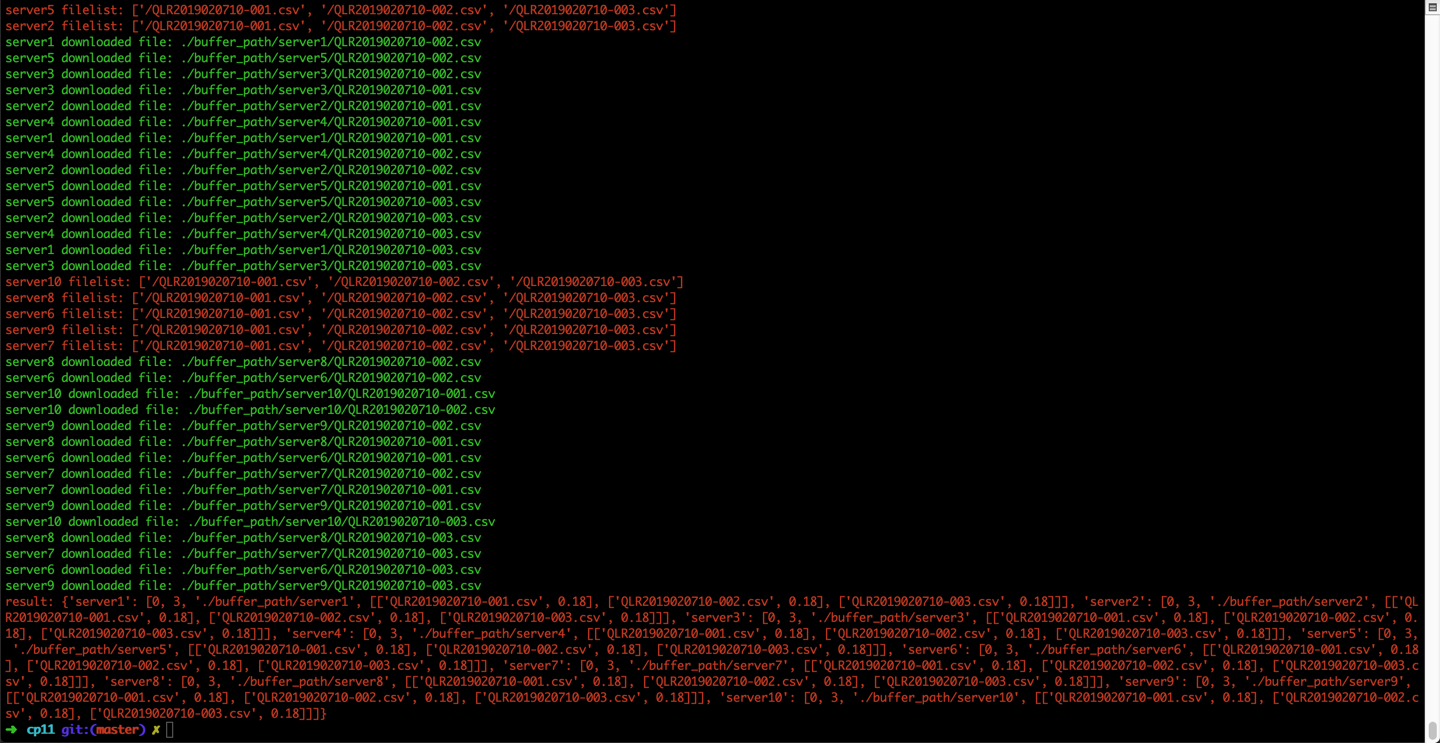 server5 filelist: ['/QLR2019020710-001.csv', '/QLR2019020710-002.csv', '/QLR2019020710-003.csv']
server2 filelist: ['/QLR2019020710-001.csv', '/QLR2019020710-002.csv', '/QLR2019020710-003.csv']
server1 downloaded file: ./buffer_path/server1/QLR2019020710-002.csv
server5 downloaded file: ./buffer_path/server5/QLR2019020710-002.csv
server3 downloaded file: ./buffer_path/server3/QLR2019020710-002.csv
server3 downloaded file: ./buffer_path/server3/QLR2019020710-001.csv
server2 downloaded file: ./buffer_path/server2/QLR2019020710-001.csv
server4 downloaded file: ./buffer_path/server4/QLR2019020710-001.csv
server1 downloaded file: ./buffer_path/server1/QLR2019020710-001.csv
server4 downloaded file: ./buffer_path/server4/QLR2019020710-002.csv
server2 downloaded file: ./buffer_path/server2/QLR2019020710-002.csv
server5 downloaded file: ./buffer_path/server5/QLR2019020710-001.csv
server5 downloaded file: ./buffer_path/server5/QLR2019020710-003.csv
server2 downloaded file: ./buffer_path/server2/QLR2019020710-003.csv
server4 downloaded file: ./buffer_path/server4/QLR2019020710-003.csv
server1 downloaded file: ./buffer_path/server1/QLR2019020710-003.csv
server3 downloaded file: ./buffer_path/server3/QLR2019020710-003.csv
server10 filelist: ['/QLR2019020710-001.csv', '/QLR2019020710-002.csv', '/QLR2019020710-003.csv']
server8 filelist: ['/QLR2019020710-001.csv', '/QLR2019020710-002.csv', '/QLR2019020710-003.csv']
server6 filelist: ['/QLR2019020710-001.csv', '/QLR2019020710-002.csv', '/QLR2019020710-003.csv']
server9 filelist: ['/QLR2019020710-001.csv', '/QLR2019020710-002.csv', '/QLR2019020710-003.csv']
server7 filelist: ['/QLR2019020710-001.csv', '/QLR2019020710-002.csv', '/QLR2019020710-003.csv']
server8 downloaded file: ./buffer_path/server8/QLR2019020710-002.csv
server6 downloaded file: ./buffer_path/server6/QLR2019020710-002.csv
server10 downloaded file: ./buffer_path/server10/QLR2019020710-001.csv
server10 downloaded file: ./buffer_path/server10/QLR2019020710-002.csv
server9 downloaded file: ./buffer_path/server9/QLR2019020710-002.csv
server8 downloaded file: ./buffer_path/server8/QLR2019020710-001.csv
server6 downloaded file: ./buffer_path/server6/QLR2019020710-001.csv
server7 downloaded file: ./buffer_path/server7/QLR2019020710-002.csv
server7 downloaded file: ./buffer_path/server7/QLR2019020710-001.csv
server9 downloaded file: ./buffer_path/server9/QLR2019020710-001.csv
server10 downloaded file: ./buffer_path/server10/QLR2019020710-003.csv
server8 downloaded file: ./buffer_path/server8/QLR2019020710-003.csv
server7 downloaded file: ./buffer_path/server7/QLR2019020710-003.csv
server6 downloaded file: ./buffer_path/server6/QLR2019020710-003.csv
server9 downloaded file: ./buffer_path/server9/QLR2019020710-003.csv
result: {'server1': [0, 3, './buffer_path/server1', [['QLR2019020710-001.csv', 0.18], ['QLR2019020710-002.csv', 0.18], ['QLR2019020710-003.csv', 0.18]]], 'server2': [0, 3, './buffer_path/server2', [['QL
R2019020710-001.csv', 0.18], ['QLR2019020710-002.csv', 0.18], ['QLR2019020710-003.csv', 0.18]]], 'server3': [0, 3, './buffer_path/server3', [['QLR2019020710-001.csv', 0.18], ['QLR2019020710-002.csv', 0.
18], ['QLR2019020710-003.csv', 0.18]]], 'server4': [0, 3, './buffer_path/server4', [['QLR2019020710-001.csv', 0.18], ['QLR2019020710-002.csv', 0.18], ['QLR2019020710-003.csv', 0.18]]], 'server5': [0, 3,
 './buffer_path/server5', [['QLR2019020710-001.csv', 0.18], ['QLR2019020710-002.csv', 0.18], ['QLR2019020710-003.csv', 0.18]]], 'server6': [0, 3, './buffer_path/server6', [['QLR2019020710-001.csv', 0.18
], ['QLR2019020710-002.csv', 0.18], ['QLR2019020710-003.csv', 0.18]]], 'server7': [0, 3, './buffer_path/server7', [['QLR2019020710-001.csv', 0.18], ['QLR2019020710-002.csv', 0.18], ['QLR2019020710-003.c
sv', 0.18]]], 'server8': [0, 3, './buffer_path/server8', [['QLR2019020710-001.csv', 0.18], ['QLR2019020710-002.csv', 0.18], ['QLR2019020710-003.csv', 0.18]]], 'server9': [0, 3, './buffer_path/server9',
[['QLR2019020710-001.csv', 0.18], ['QLR2019020710-002.csv', 0.18], ['QLR2019020710-003.csv', 0.18]]], 'server10': [0, 3, './buffer_path/server10', [['QLR2019020710-001.csv', 0.18], ['QLR2019020710-002.c
sv', 0.18], ['QLR2019020710-003.csv', 0.18]]]}
➜ cp11 git:(master) ✗